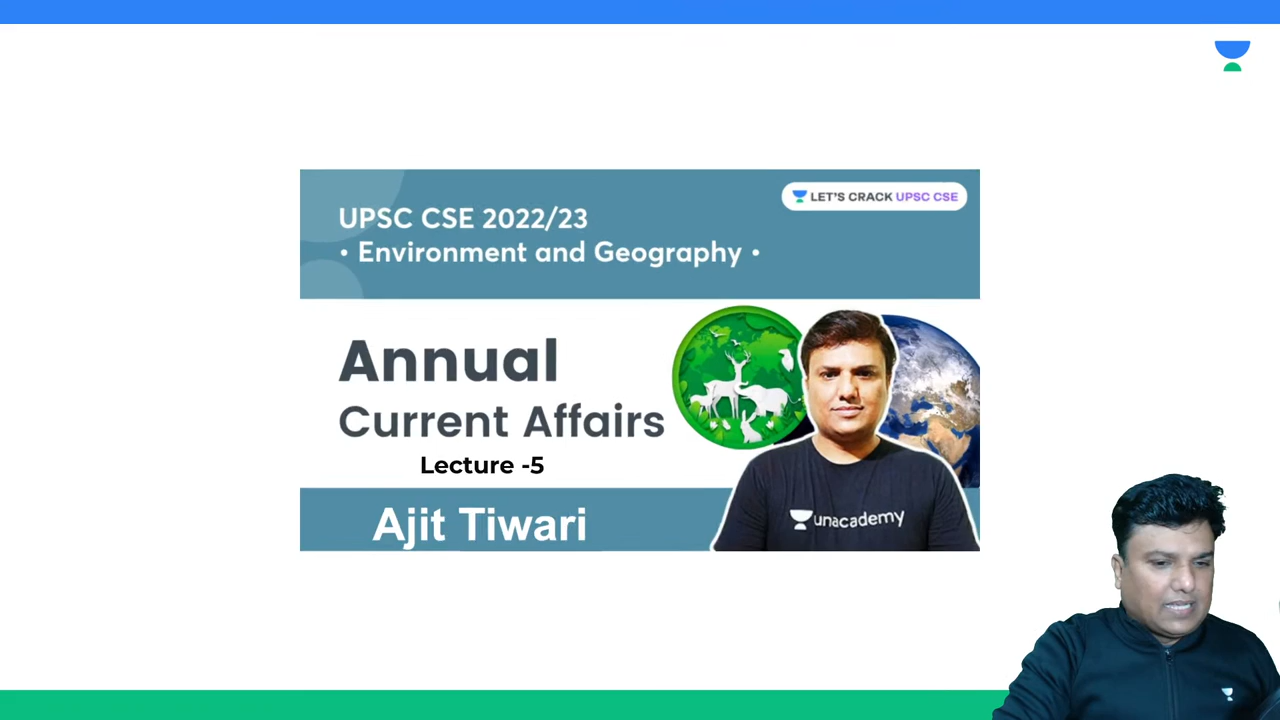 LET'S CRACK UPSC CSE
UPSC CSE 2022/23
• Environment and Geography •
Annual
Current Affairs
Lecture -5
Ajit Tiwari
unacademy